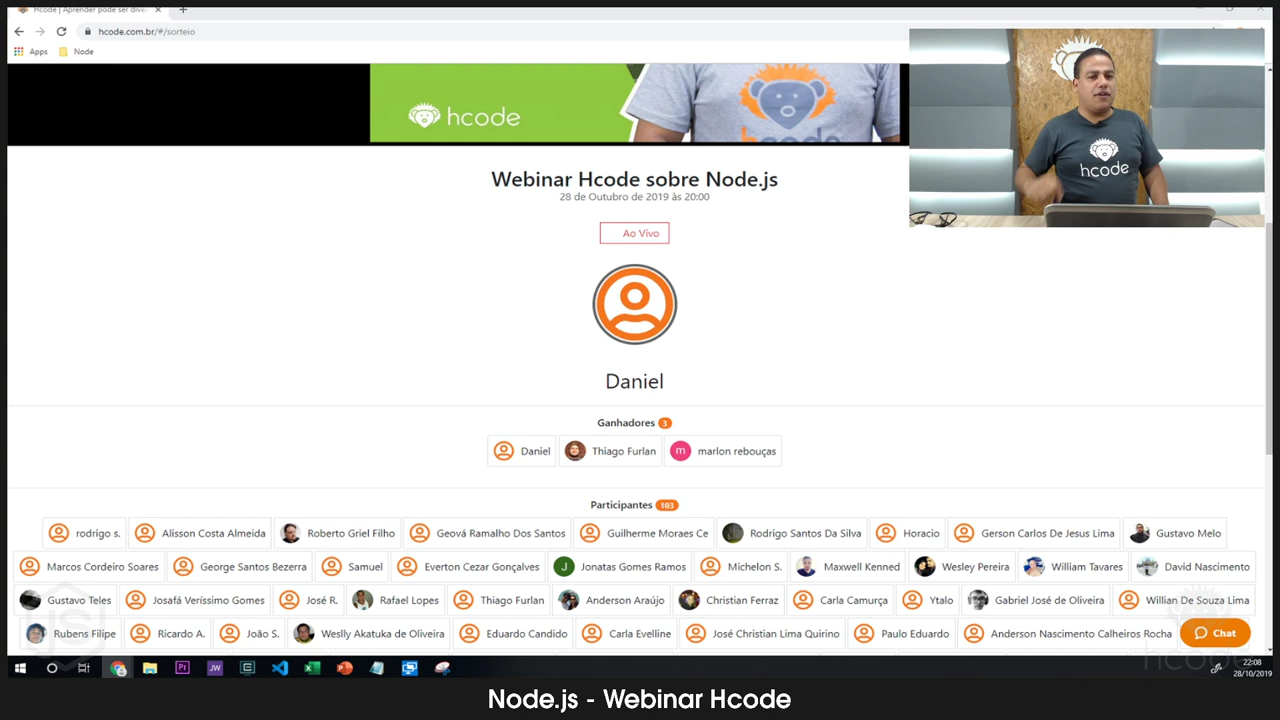 Hcode | Aprender pode ser dive
hcode.com.br/#/sorteio
Apps Node
hcode
hcode
hcode
Webinar Hcode sobre Node.js
28 de Outubro de 2019 às 20:00
Ao Vivo
Daniel
Ganhadores 3
Daniel Thiago Furlan m marlon rebouças
Participantes 103
rodrigo s. Alisson Costa Almeida Roberto Griel Filho Geová Ramalho Dos Santos Guilherme Moraes Ce Rodrigo Santos Da Silva Horacio Gerson Carlos De Jesus Lima Gustavo Melo
Marcos Cordeiro Soares George Santos Bezerra Samuel Everton Cezar Gonçalves J Jonatas Gomes Ramos Michelon S. Maxwell Kenned Wesley Pereira William Tavares David Nascimento
Gustavo Teles Josafá Veríssimo Gomes José R. Rafael Lopes Thiago Furlan Anderson Araújo Christian Ferraz Carla Camurça Ytalo Gabriel José de Oliveira Willian De Souza Lima
Rubens Filipe Ricardo A. João S. Weslly Akatuka de Oliveira Eduardo Candido Carla Evelline José Christian Lima Quirino Paulo Eduardo Anderson Nascimento Calheiros Rocha Chat
JS
hcode
Pr JW
22:08
28/10/2019
Node.js - Webinar Hcode